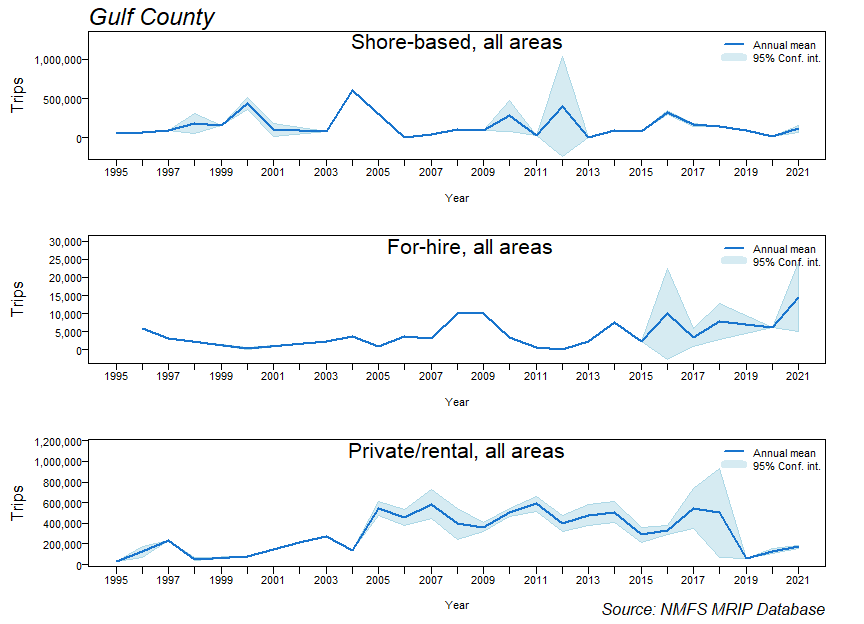 Gulf County
Shore-based, all areas
Annual mean
95% Conf. int.
Trips
1,000,000
500,000
0
1995 1997 1999 2001 2003 2005 2007 2009 2011 2013 2015 2017 2019 2021
Year
For-hire, all areas
Annual mean
95% Conf. int.
Trips
30,000
25,000
20,000
15,000
10,000
5,000
0
1995 1997 1999 2001 2003 2005 2007 2009 2011 2013 2015 2017 2019 2021
Year
Private/rental, all areas
Annual mean
95% Conf. int.
Trips
1,200,000
1,000,000
800,000
600,000
400,000
200,000
0
1995 1997 1999 2001 2003 2005 2007 2009 2011 2013 2015 2017 2019 2021
Year
Source: NMFS MRIP Database